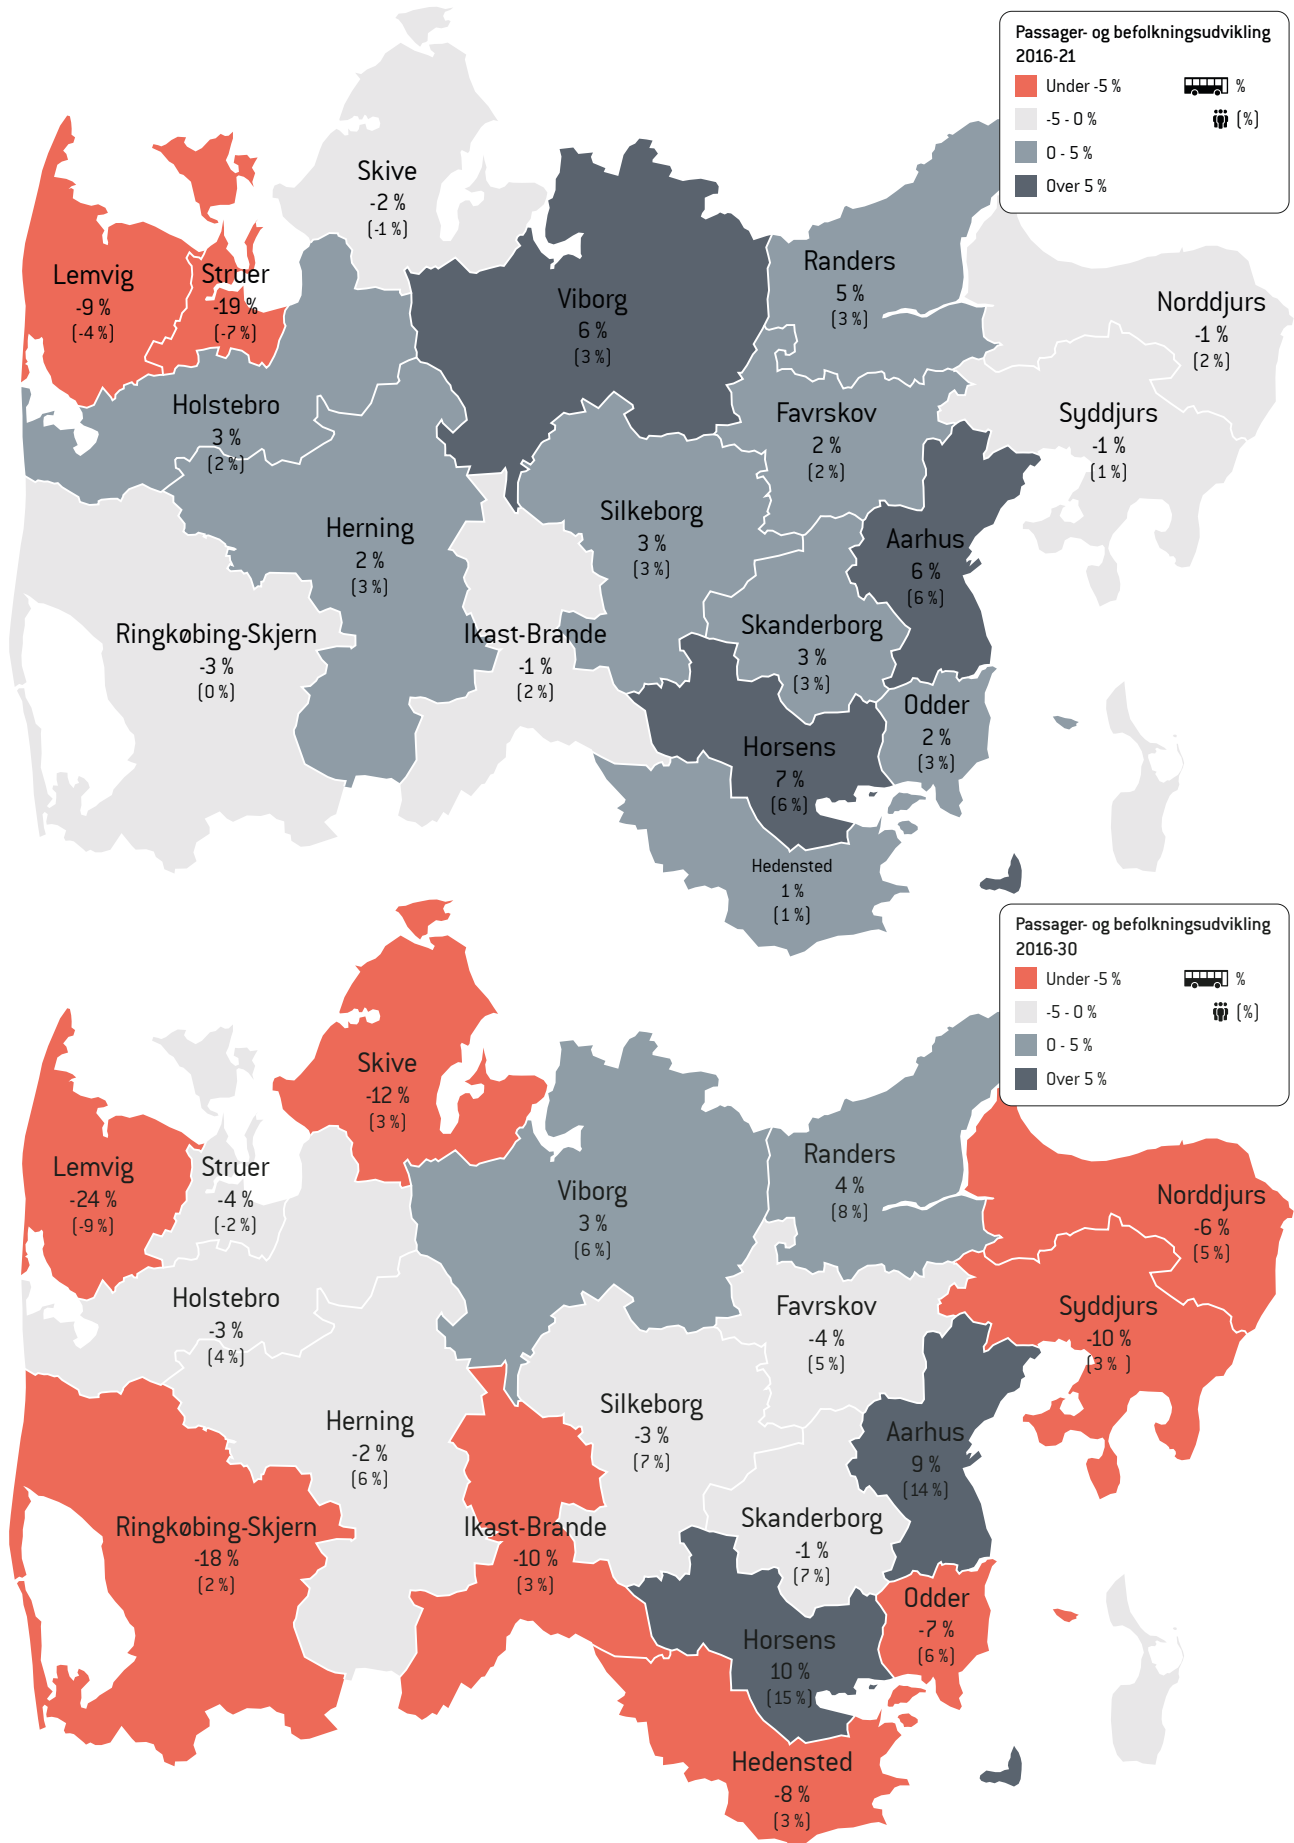 Passager- og befolkningsudvikling
2016-21
Under -5 %
%
-5 - 0 %
(%)
0 - 5 %
Over 5 %
Skive
-2 %
(-1 %)
Lemvig
-9 %
(-4 %)
Struer
-19 %
(-7 %)
Viborg
6 %
(3 %)
Randers
5 %
(3 %)
Norddjurs
-1 %
(2 %)
Holstebro
3 %
(2 %)
Favrskov
2 %
(2 %)
Syddjurs
-1 %
(1 %)
Herning
2 %
(3 %)
Silkeborg
3 %
(3 %)
Aarhus
6 %
(6 %)
Ringkøbing-Skjern
-3 %
(0 %)
Ikast-Brande
-1 %
(2 %)
Skanderborg
3 %
(3 %)
Odder
2 %
(3 %)
Horsens
7 %
(6 %)
Hedensted
1 %
(1 %)
Passager- og befolkningsudvikling
2016-30
Under -5 %
%
-5 - 0 %
(%)
0 - 5 %
Over 5 %
Skive
-12 %
(3 %)
Lemvig
-24 %
(-9 %)
Struer
-4 %
(-2 %)
Viborg
3 %
(6 %)
Randers
4 %
(8 %)
Norddjurs
-6 %
(5 %)
Holstebro
-3 %
(4 %)
Favrskov
-4 %
(5 %)
Syddjurs
-10 %
(3 % )
Herning
-2 %
(6 %)
Silkeborg
-3 %
(7 %)
Aarhus
9 %
(14 %)
Ringkøbing-Skjern
-18 %
(2 %)
Ikast-Brande
-10 %
(3 %)
Skanderborg
-1 %
(7 %)
Odder
-7 %
(6 %)
Horsens
10 %
(15 %)
Hedensted
-8 %
(3 %)